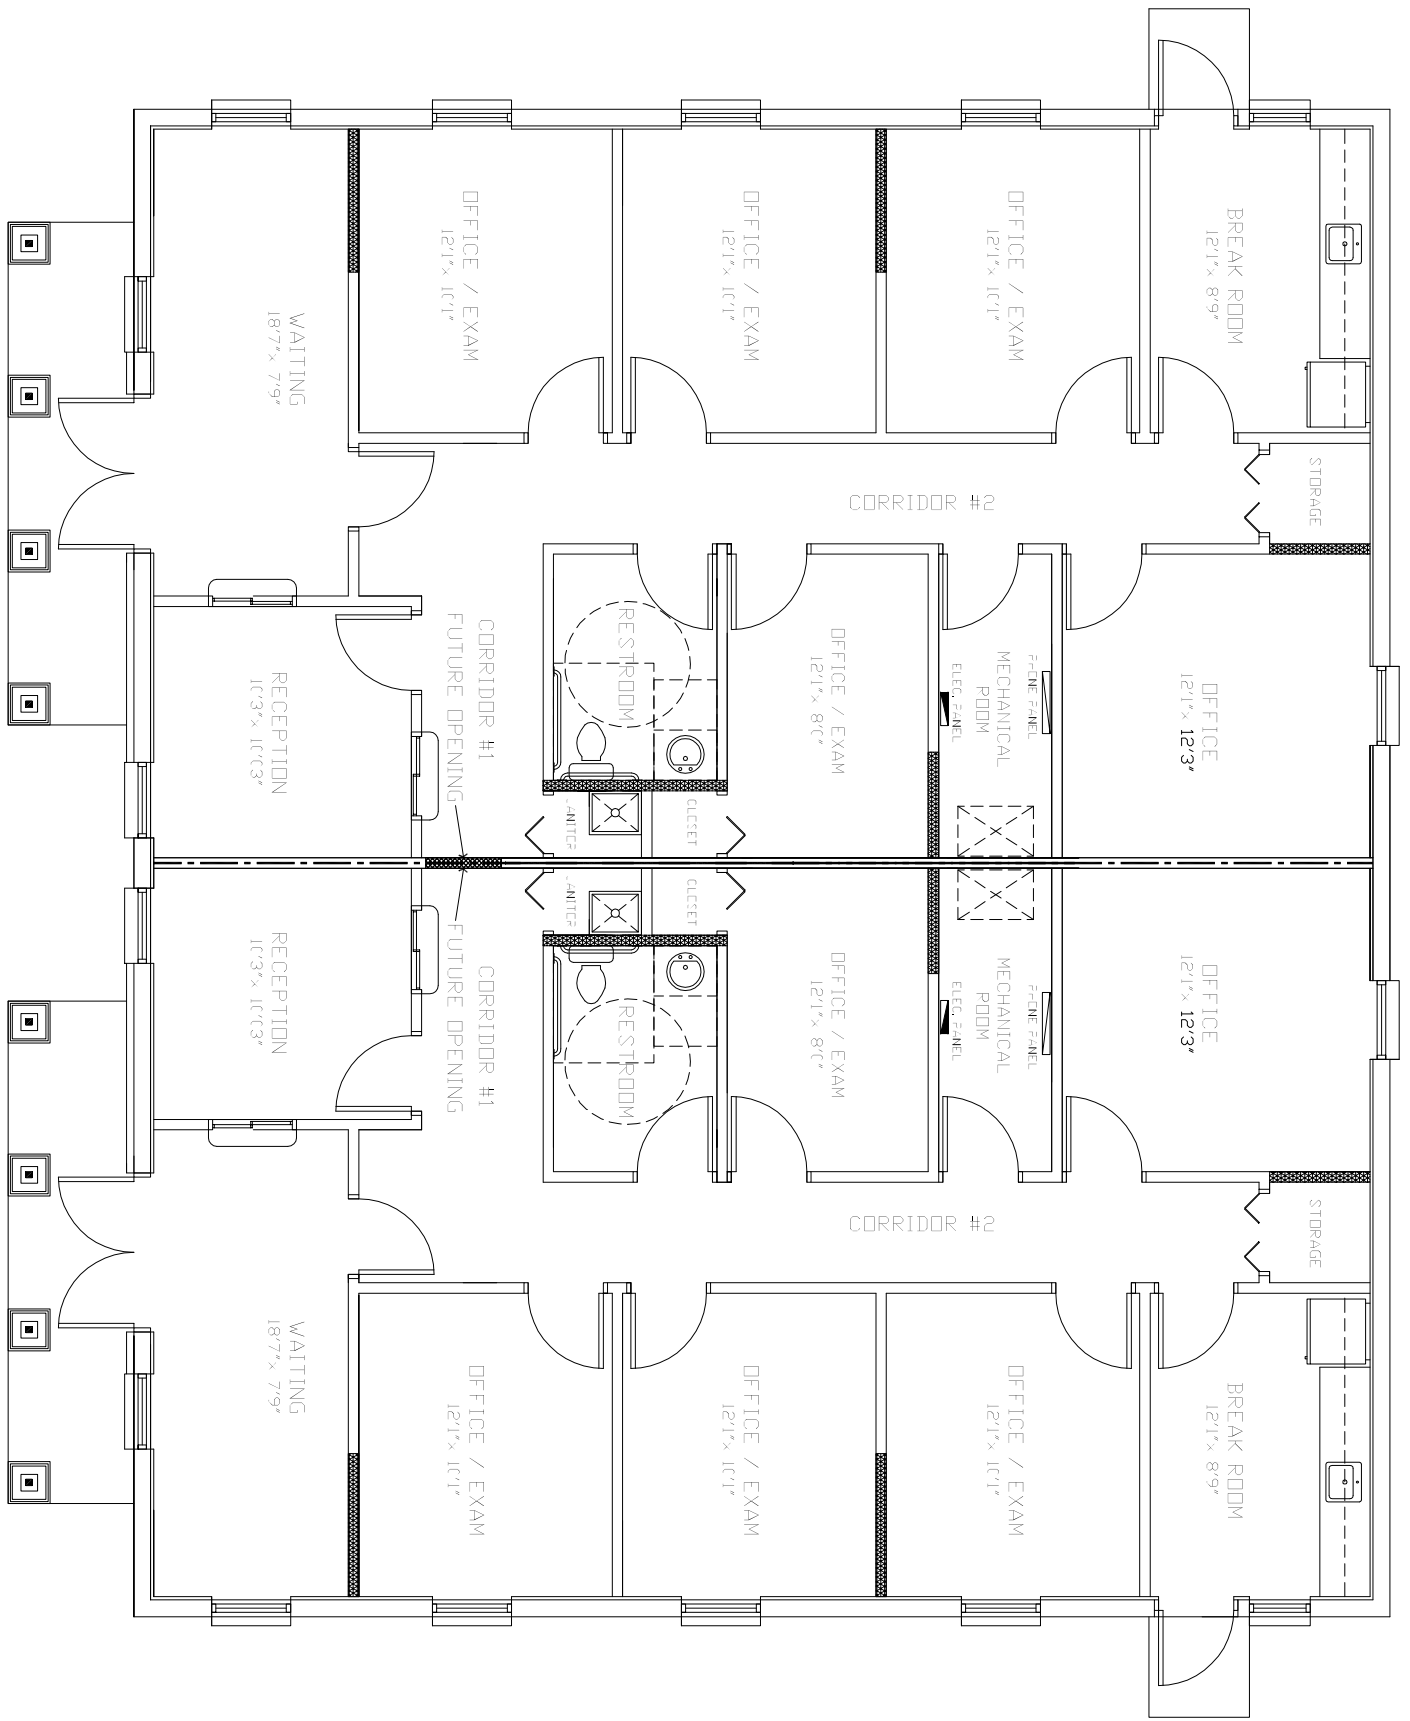 OFFICE / EXAM
12'1"x 10'1"
OFFICE / EXAM
12'1"x 10'1"
OFFICE / EXAM
12'1"x 10'1"
BREAK ROOM
12'1"x 8'9"
WAITING
18'7"x 7'9"
CORRIDOR #2
STORAGE
RECEPTION
10'3"x 10'03"
CORRIDOR #1
FUTURE OPENING
RESTROOM
OFFICE / EXAM
12'1"x 8'0"
ELEC. PANEL
MECHANICAL
ROOM
PHONE PANEL
OFFICE
12'1"x 12'3"
JANITOR
CLOSET
JANITOR
CLOSET
RECEPTION
10'3"x 10'03"
CORRIDOR #1
FUTURE OPENING
RESTROOM
OFFICE / EXAM
12'1"x 8'0"
ELEC. PANEL
MECHANICAL
ROOM
PHONE PANEL
OFFICE
12'1"x 12'3"
CORRIDOR #2
STORAGE
WAITING
18'7"x 7'9"
OFFICE / EXAM
12'1"x 10'1"
OFFICE / EXAM
12'1"x 10'1"
OFFICE / EXAM
12'1"x 10'1"
BREAK ROOM
12'1"x 8'9"